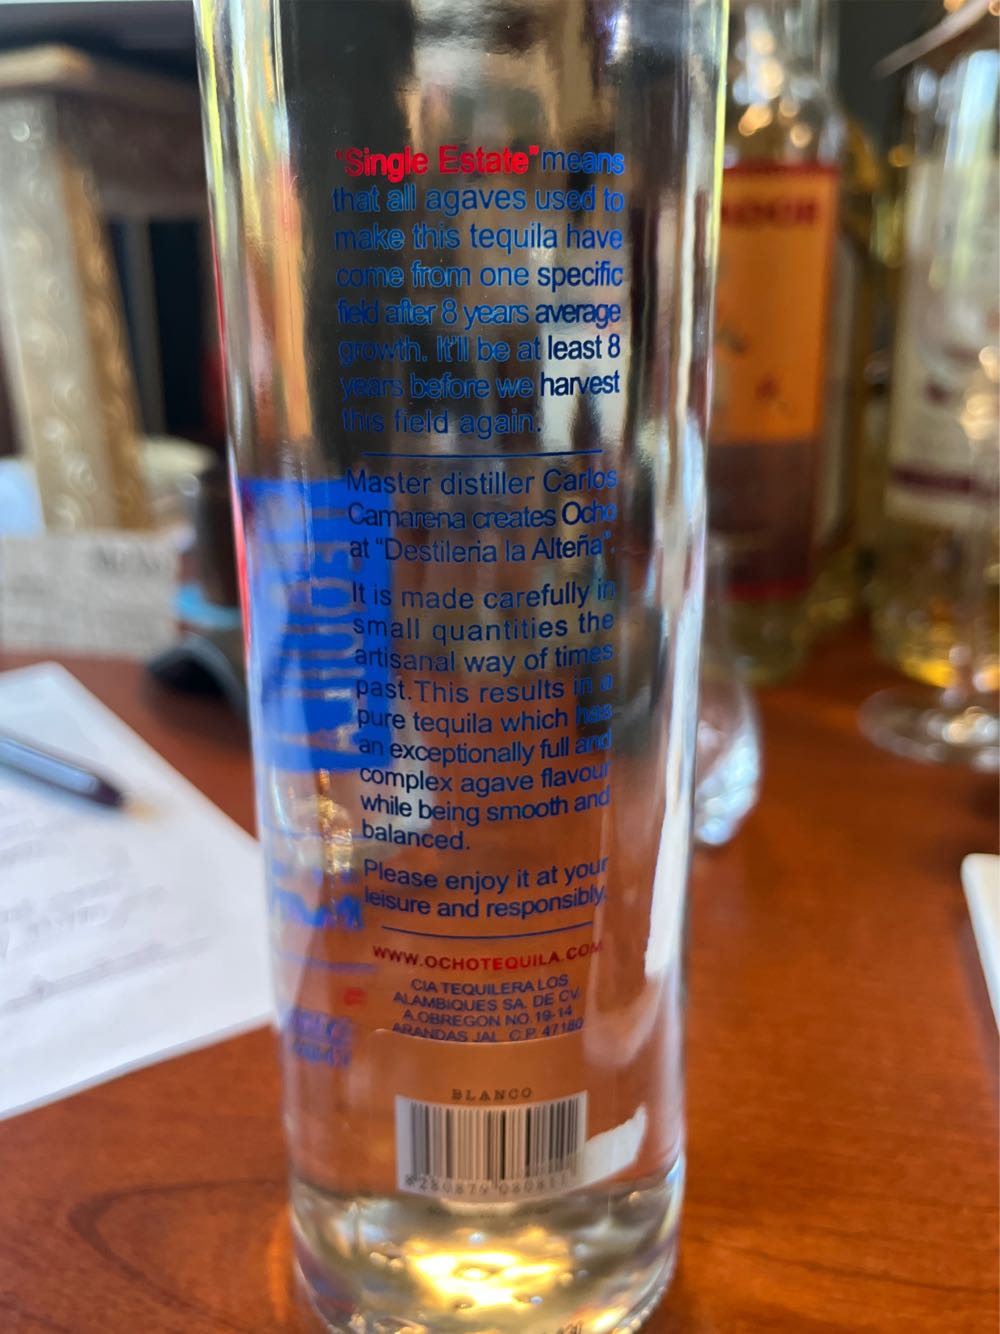 "Single Estate" means
that all agaves used to
make this tequila have
come from one specific
field after 8 years average
growth. It'll be at least 8
years before we harvest
this field again.
Master distiller Carlos
Camarena creates Ocho
at "Destileria la Alteña".
It is made carefully in
small quantities the
artisanal way of times
past. This results in a
pure tequila which has
an exceptionally full and
complex agave flavour
while being smooth and
balanced.
Please enjoy it at your
leisure and responsibly.
WWW.OCHOTEQUILA.COM
CIA TEQUILERA LOS
ALAMBIQUES SA. DE CV.
A.OBREGON NO.19-14
ARANDAS JAL. C.P. 47180
BLANCO